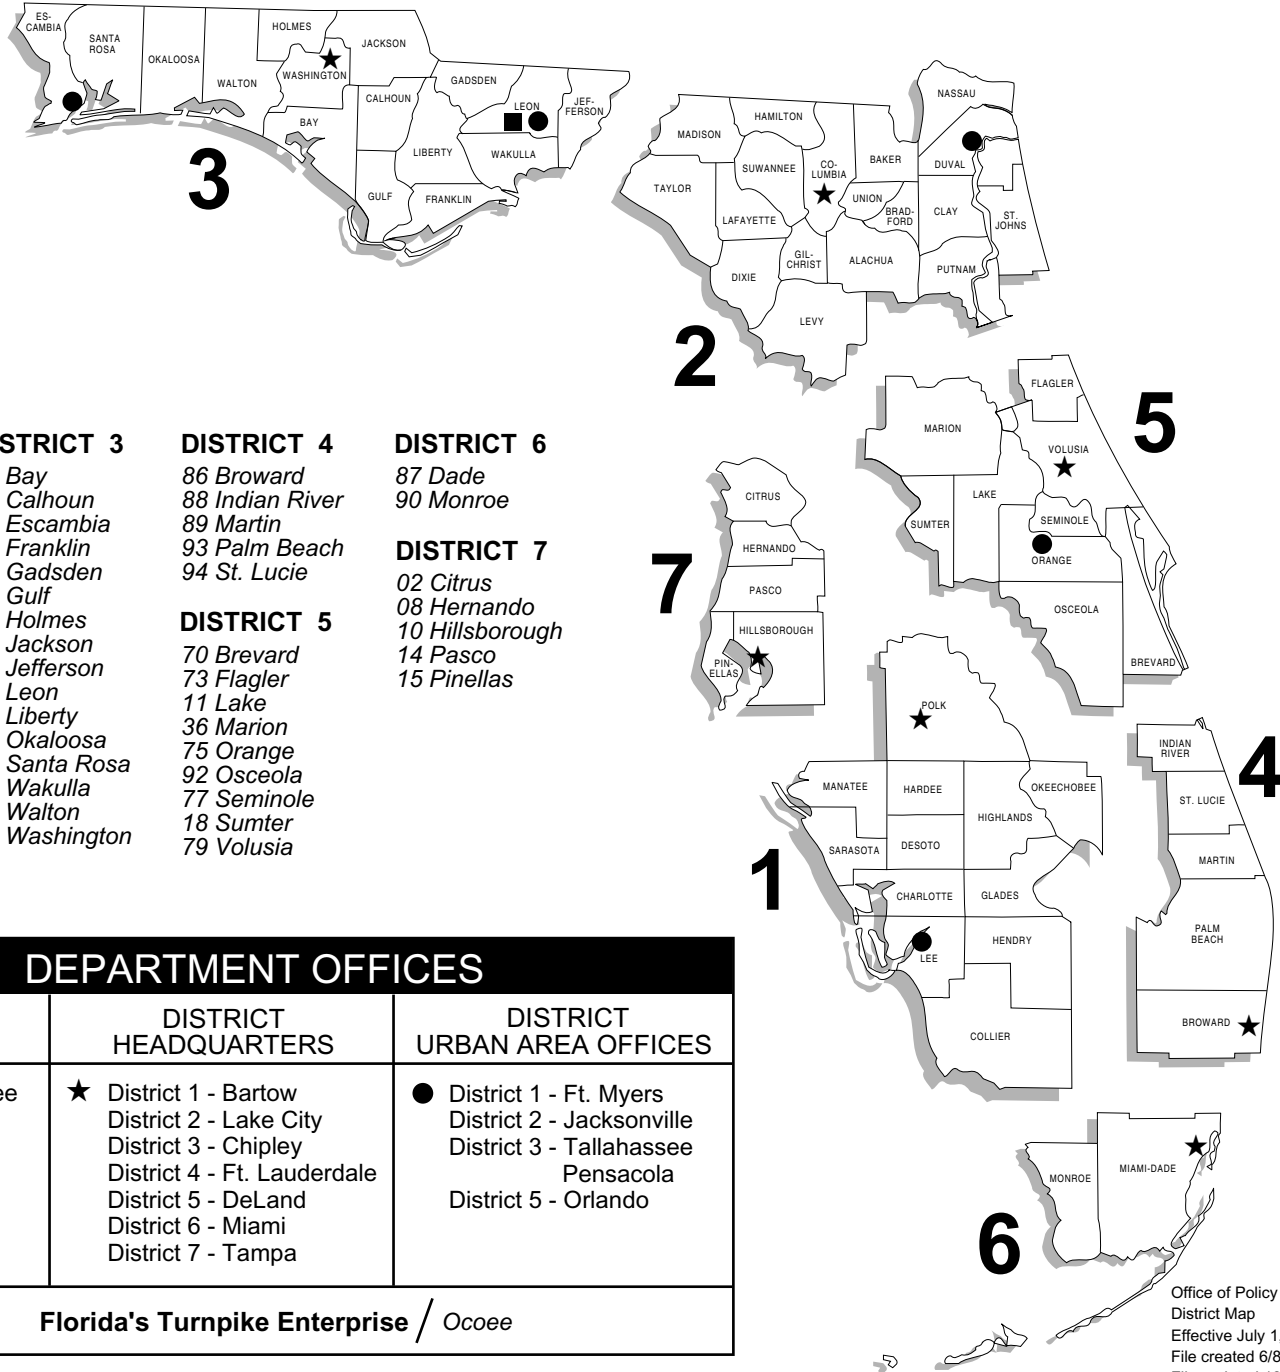 ES-
CAMBIA
SANTA
ROSA
OKALOOSA
HOLMES
WALTON
WASHINGTON
JACKSON
BAY
CALHOUN
GADSDEN
LEON
JEF-
FERSON
LIBERTY
WAKULLA
GULF
FRANKLIN
3
NASSAU
HAMILTON
MADISON
CO-
LUMBIA
BAKER
DUVAL
SUWANNEE
TAYLOR
UNION
BRAD-
FORD
CLAY
ST.
JOHNS
LAFAYETTE
GIL-
CHRIST
ALACHUA
PUTNAM
DIXIE
LEVY
2
FLAGLER
5
MARION
VOLUSIA
LAKE
SUMTER
SEMINOLE
ORANGE
OSCEOLA
BREVARD
CITRUS
HERNANDO
7
PASCO
HILLSBOROUGH
PIN-
ELLAS
STRICT 3
Bay
Calhoun
Escambia
Franklin
Gadsden
Gulf
Holmes
Jackson
Jefferson
Leon
Liberty
Okaloosa
Santa Rosa
Wakulla
Walton
Washington
DISTRICT 4
86 Broward
88 Indian River
89 Martin
93 Palm Beach
94 St. Lucie
DISTRICT 5
70 Brevard
73 Flagler
11 Lake
36 Marion
75 Orange
92 Osceola
77 Seminole
18 Sumter
79 Volusia
DISTRICT 6
87 Dade
90 Monroe
DISTRICT 7
02 Citrus
08 Hernando
10 Hillsborough
14 Pasco
15 Pinellas
POLK
MANATEE
HARDEE
OKEECHOBEE
HIGHLANDS
SARASOTA
DESOTO
1
CHARLOTTE
GLADES
LEE
HENDRY
COLLIER
INDIAN
RIVER
4
ST. LUCIE
MARTIN
PALM
BEACH
BROWARD
MONROE
MIAMI-DADE
6
DEPARTMENT OFFICES
DISTRICT
HEADQUARTERS
DISTRICT
URBAN AREA OFFICES
ee
District 1 - Bartow
District 2 - Lake City
District 3 - Chipley
District 4 - Ft. Lauderdale
District 5 - DeLand
District 6 - Miami
District 7 - Tampa
District 1 - Ft. Myers
District 2 - Jacksonville
District 3 - Tallahassee
Pensacola
District 5 - Orlando
Florida's Turnpike Enterprise / Ocoee
Office of Policy
District Map
Effective July 1,
File created 6/8